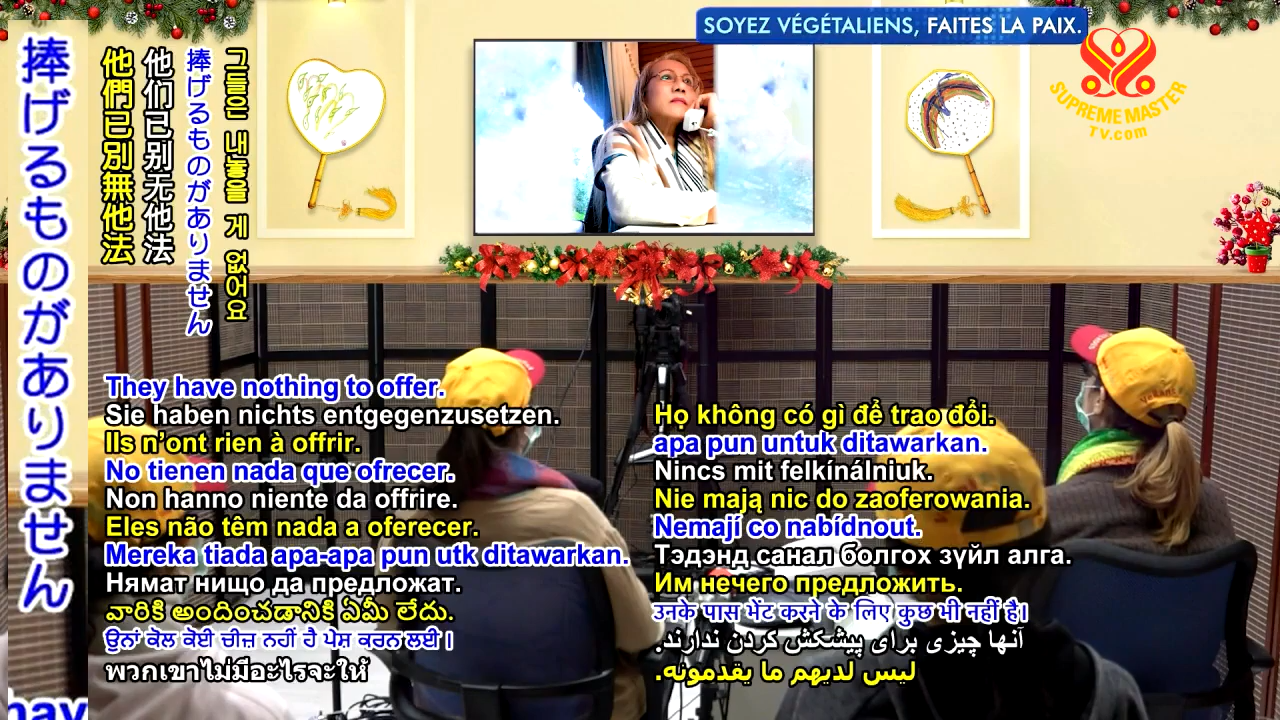 SOYEZ VÉGÉTALIENS, FAITES LA PAIX.
SUPREME MASTER
TV.com
捧げるものがありません
他們已別無他法
他们已别无他法
捧げるものがありません
그들은 내놓을 게 없어요
They have nothing to offer.
Sie haben nichts entgegenzusetzen.
Ils n’ont rien à offrir.
No tienen nada que ofrecer.
Non hanno niente da offrire.
Eles não têm nada a oferecer.
Mereka tiada apa-apa pun utk ditawarkan.
Нямат нищо да предложат.
వారికి అందించడానికి ఏమీ లేదు.
ਉਨਾਂ ਕੋਲ ਕੋਈ ਚੀਜ਼ ਨਹੀਂ ਹੈ ਪੇਸ਼ ਕਰਨ ਲਈ।
พวกเขาไม่มีอะไรจะให้
Họ không có gì để trao đổi.
apa pun untuk ditawarkan.
Nincs mit felkínálniuk.
Nie mają nic do zaoferowania.
Nemají co nabídnout.
Тэдэнд санал болгох зүйл алга.
Им нечего предложить.
उनके पास भेंट करने के लिए कुछ भी नहीं है।
آنها چیزی برای پیشکش کردن ندارند.
ليس لديهم ما يقدمونه.